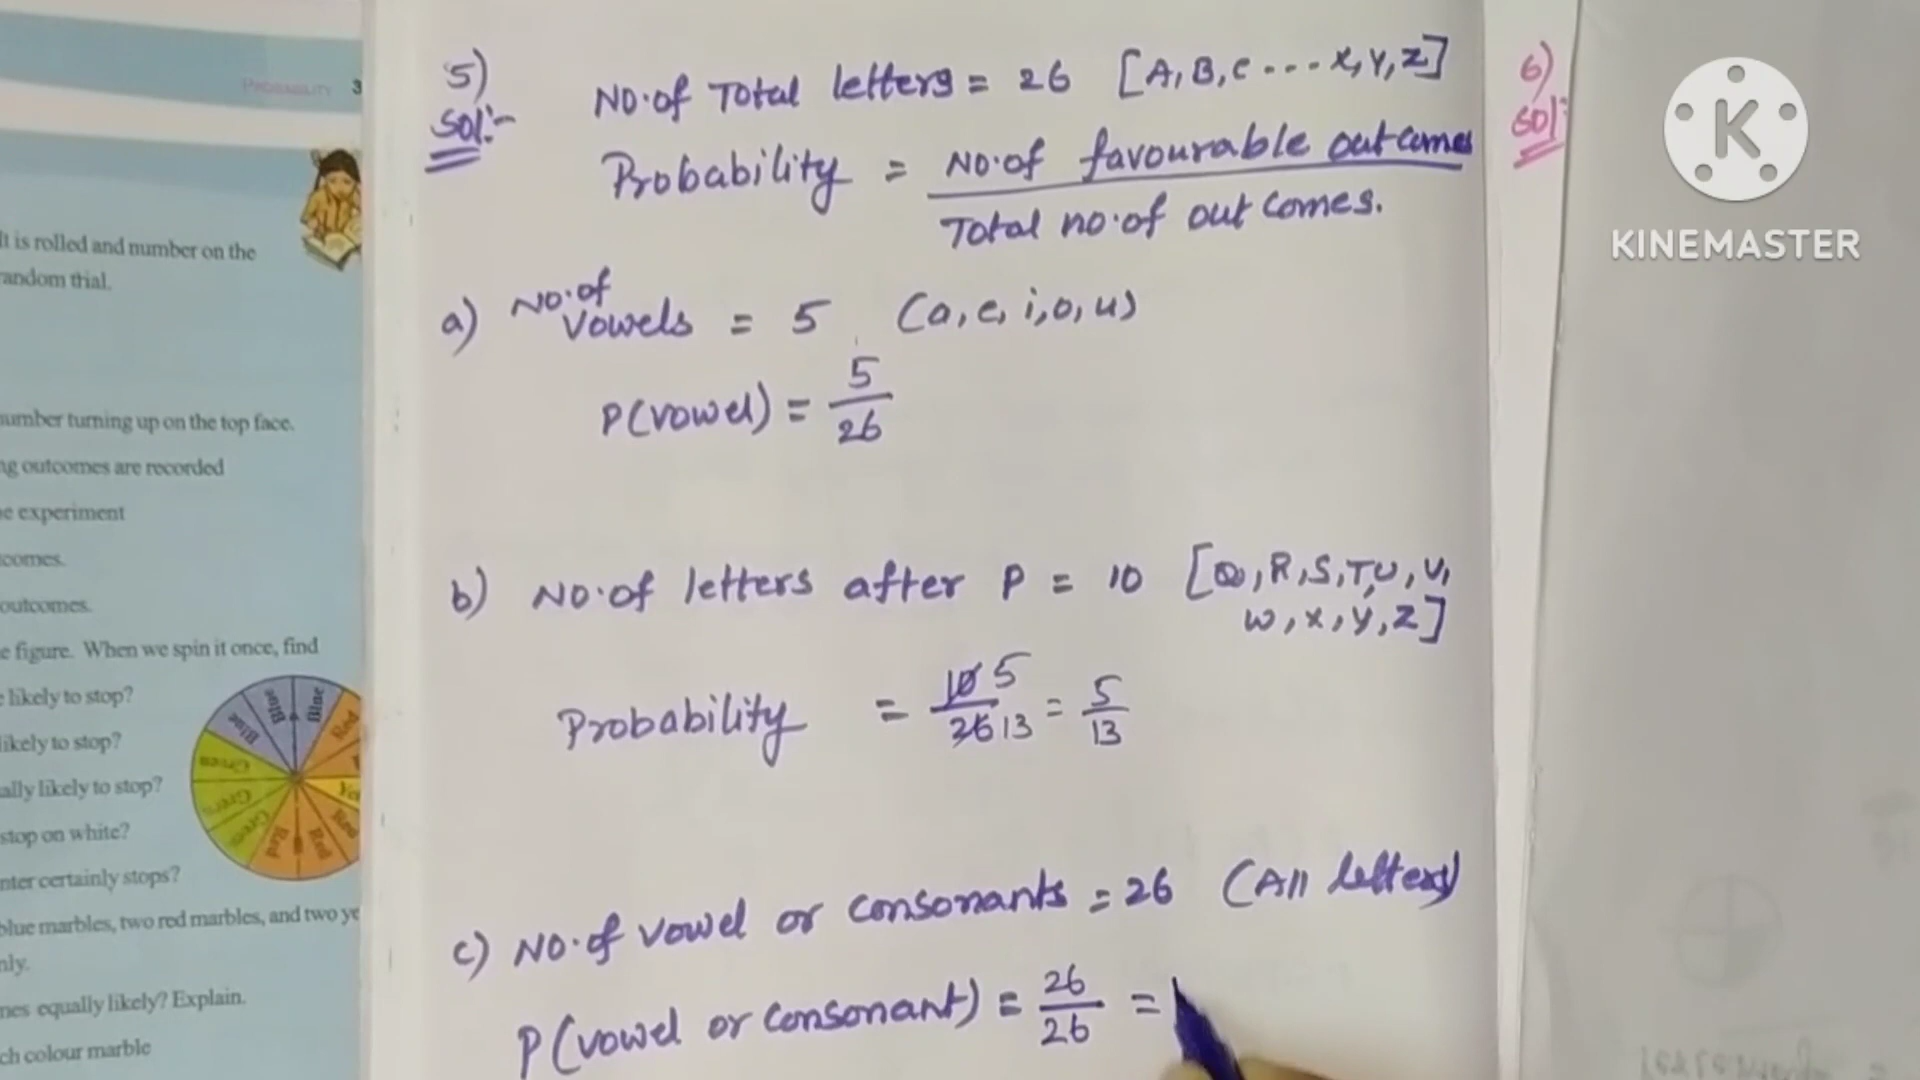 PROBABILITY 3
It is rolled and number on the
random trial.
number turning up on the top face.
ng outcomes are recorded
e experiment
comes.
outcomes.
e figure. When we spin it once, find
likely to stop?
likely to stop?
ally likely to stop?
stop on white?
nter certainly stops?
blue marbles, two red marbles, and two ye
nly.
mes equally likely? Explain.
ch colour marble
Blue
Blue
Blue
Red
Green
Green
Green
Red
Red
Red
Ye
5)
Sol:-
No. of Total letters = 26 [A, B, C ... X, Y, Z]
Probability = No. of favourable outcomes
Total no. of out comes.
a) No. of Vowels = 5 (a, e, i, o, u)
P(vowel) = 5/26
b) No. of letters after P = 10 [Q, R, S, T, U, V,
W, X, Y, Z]
Probability = 10 5/26 13 = 5/13
c) No. of vowel or consonants = 26 (All letters)
P(vowel or consonant) = 26/26 =
6)
Sol:
K
KINEMASTER